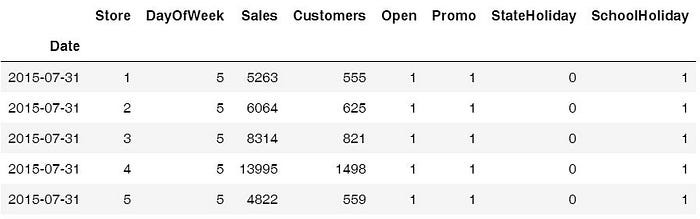 Store DayOfWeek Sales Customers Open Promo StateHoliday SchoolHoliday
Date
2015-07-31 1 5 5263 555 1 1 0 1
2015-07-31 2 5 6064 625 1 1 0 1
2015-07-31 3 5 8314 821 1 1 0 1
2015-07-31 4 5 13995 1498 1 1 0 1
2015-07-31 5 5 4822 559 1 1 0 1